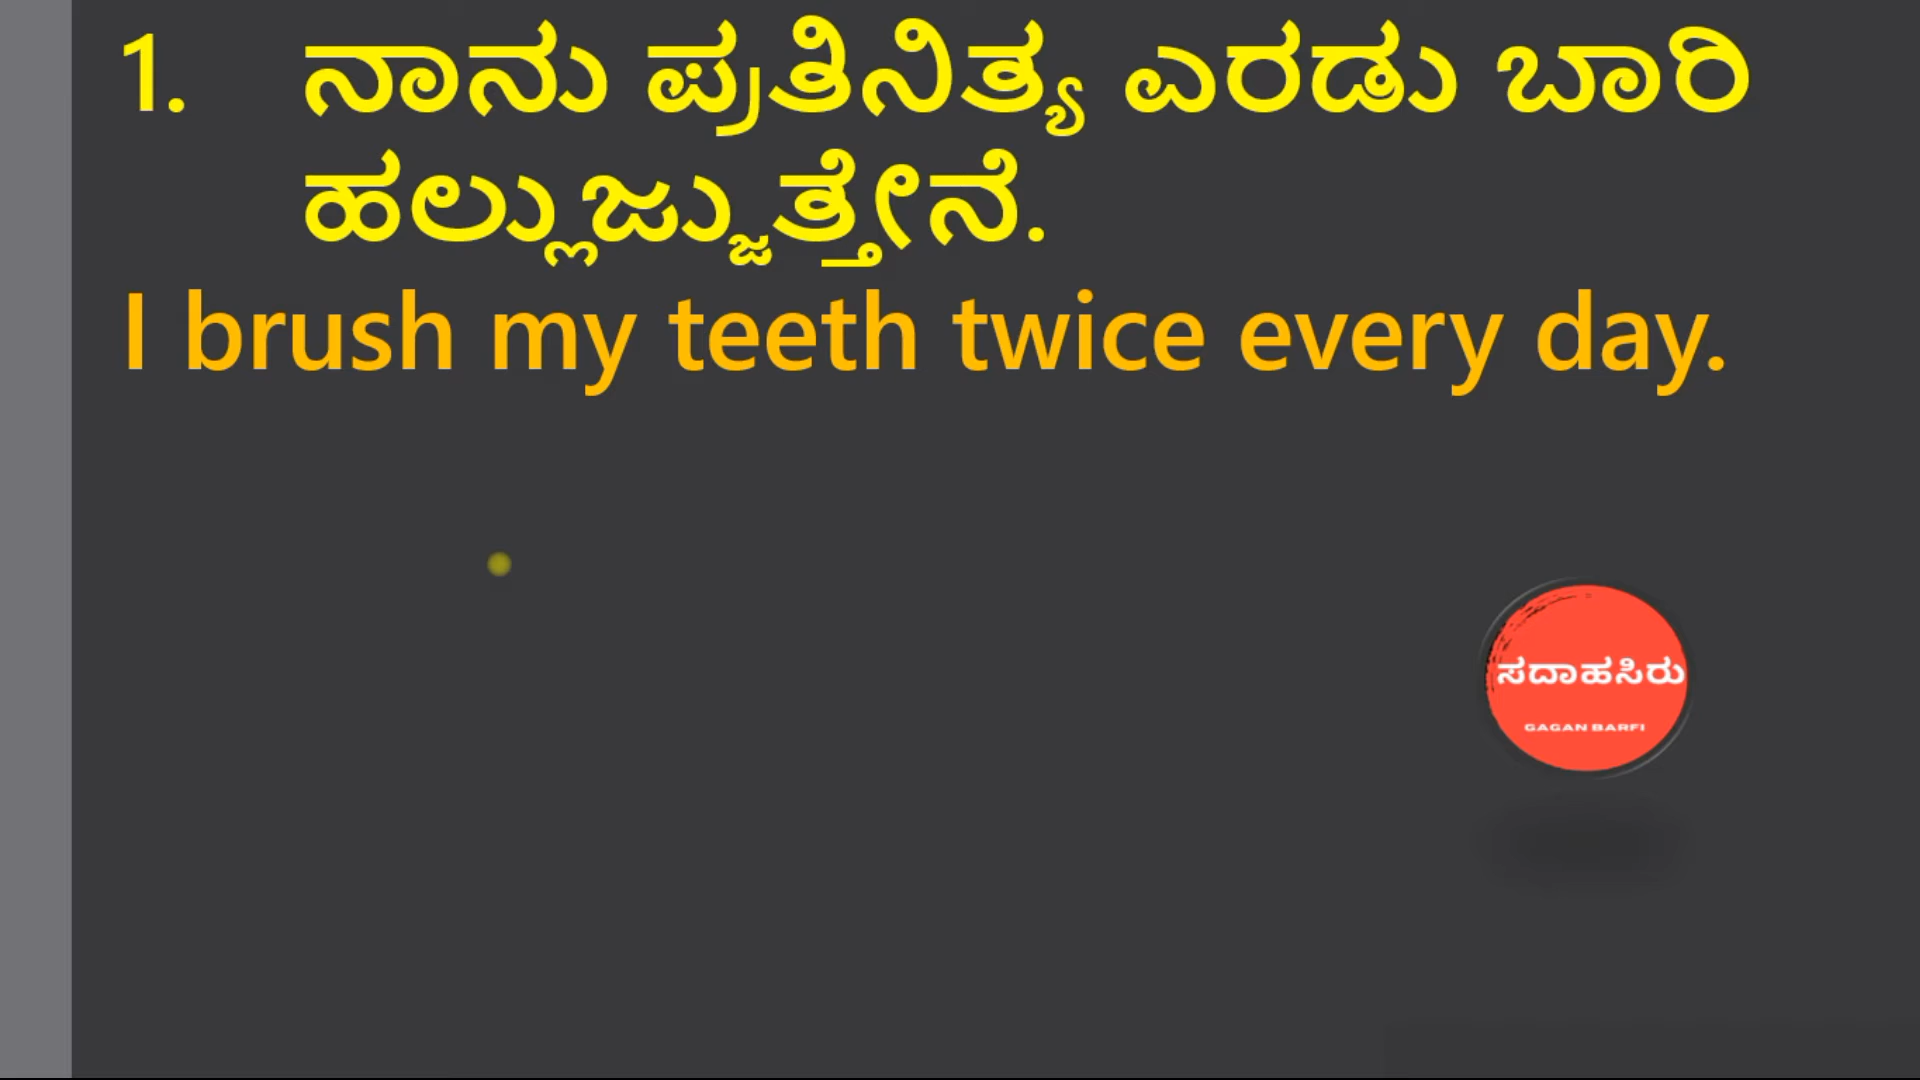 1. ನಾನು ಪ್ರತಿನಿತ್ಯ ಎರಡು ಬಾರಿ
ಹಲ್ಲುಜ್ಜುತ್ತೇನೆ.
I brush my teeth twice every day.
ಸದಾಹಸಿರು
GAGAN BARFI